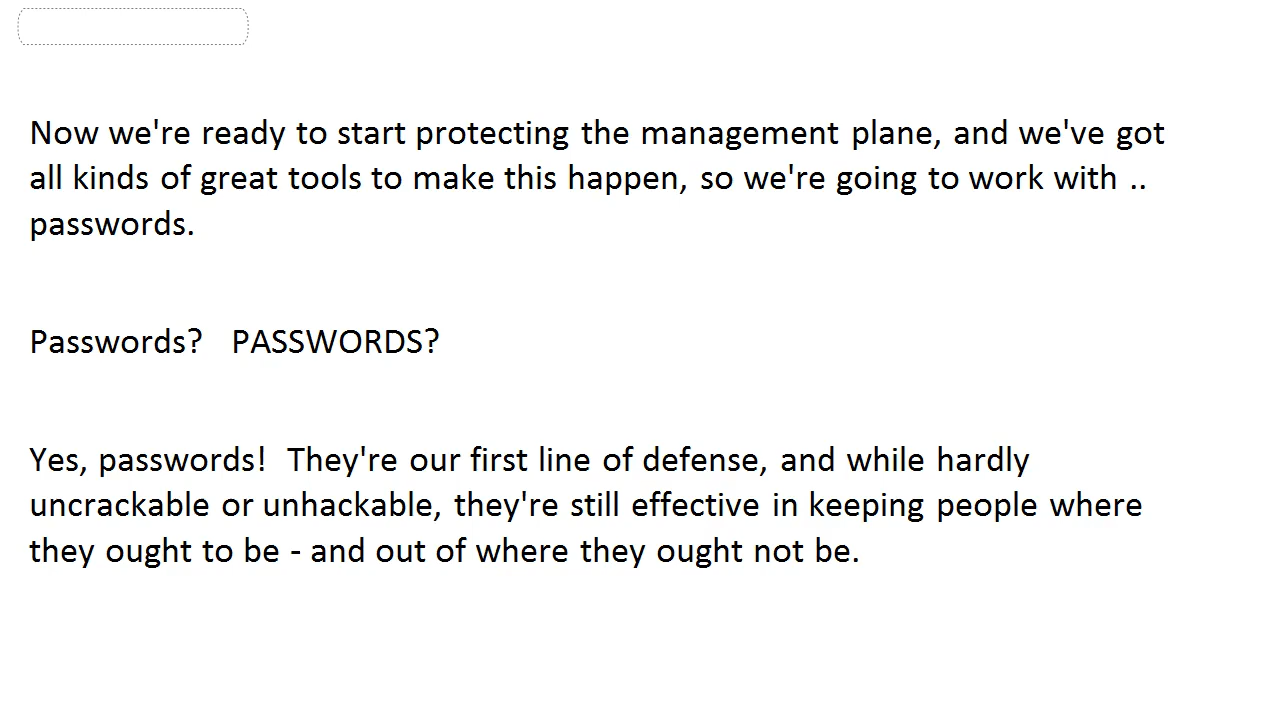 Now we're ready to start protecting the management plane, and we've got
all kinds of great tools to make this happen, so we're going to work with ..
passwords.
Passwords?   PASSWORDS?
Yes, passwords!  They're our first line of defense, and while hardly
uncrackable or unhackable, they're still effective in keeping people where
they ought to be - and out of where they ought not be.